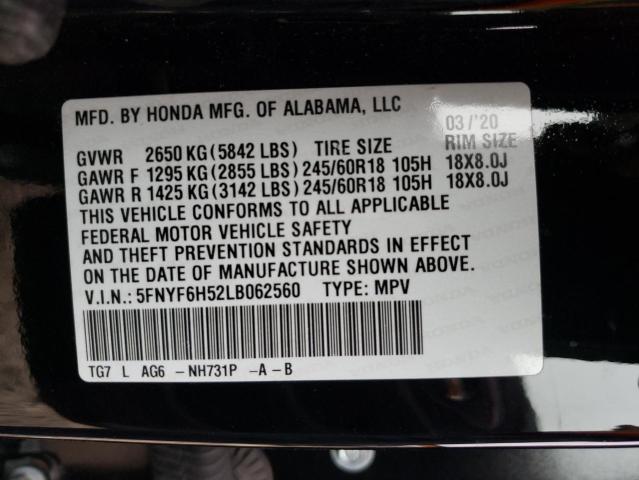 MFD. BY HONDA MFG. OF ALABAMA, LLC 03/'20
GVWR 2650 KG (5842 LBS) TIRE SIZE RIM SIZE
GAWR F 1295 KG (2855 LBS) 245/60R18 105H 18X8.0J
GAWR R 1425 KG (3142 LBS) 245/60R18 105H 18X8.0J
THIS VEHICLE CONFORMS TO ALL APPLICABLE
FEDERAL MOTOR VEHICLE SAFETY
AND THEFT PREVENTION STANDARDS IN EFFECT
ON THE DATE OF MANUFACTURE SHOWN ABOVE.
V.I.N.: 5FNYF6H52LB062560 TYPE: MPV
TG7 L AG6 -NH731P -A-B